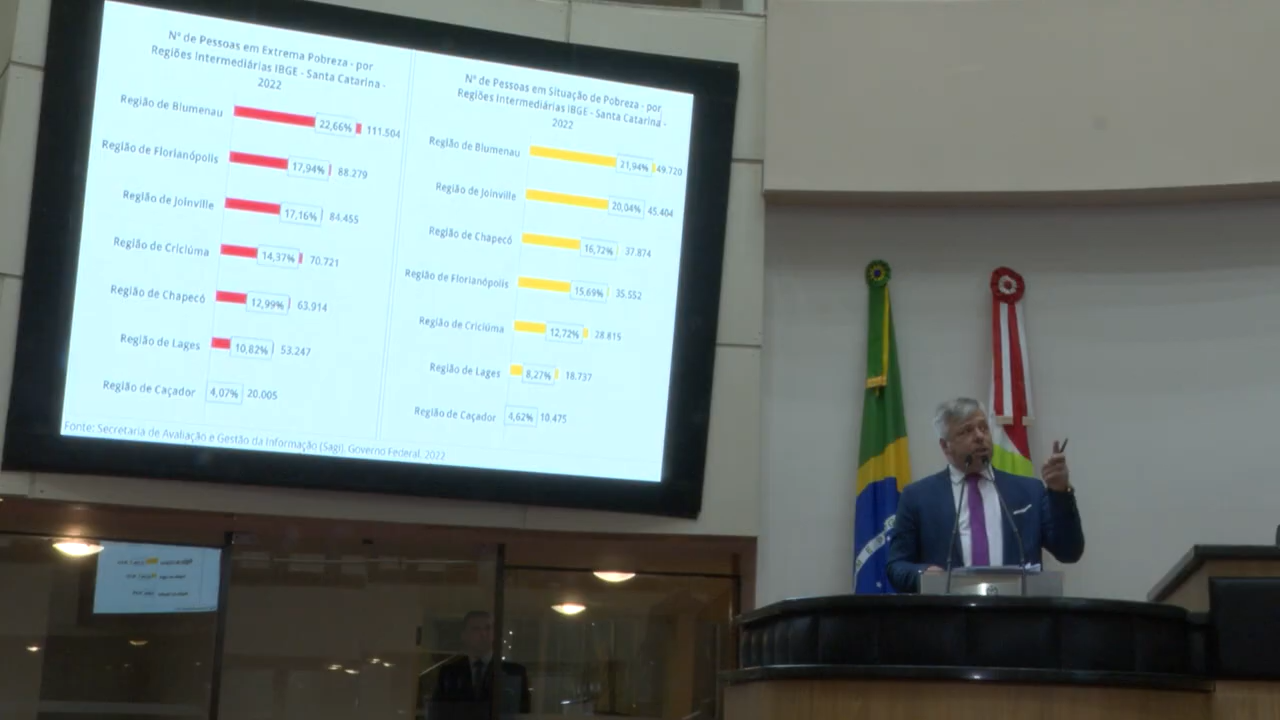 Nº de Pessoas em Extrema Pobreza - por
Regiões Intermediárias IBGE - Santa Catarina -
2022
Região de Blumenau 22,66% 111.504
Região de Florianópolis 17,94% 88.279
Região de Joinville 17,16% 84.455
Região de Criciúma 14,37% 70.721
Região de Chapecó 12,99% 63.914
Região de Lages 10,82% 53.247
Região de Caçador 4,07% 20.005
Nº de Pessoas em Situação de Pobreza - por
Regiões Intermediárias IBGE - Santa Catarina -
2022
Região de Blumenau 21,94% 49.720
Região de Joinville 20,04% 45.404
Região de Chapecó 16,72% 37.874
Região de Florianópolis 15,69% 35.552
Região de Criciúma 12,72% 28.815
Região de Lages 8,27% 18.737
Região de Caçador 4,62% 10.475
Fonte: Secretaria de Avaliação e Gestão da Informação (Sagi). Governo Federal. 2022